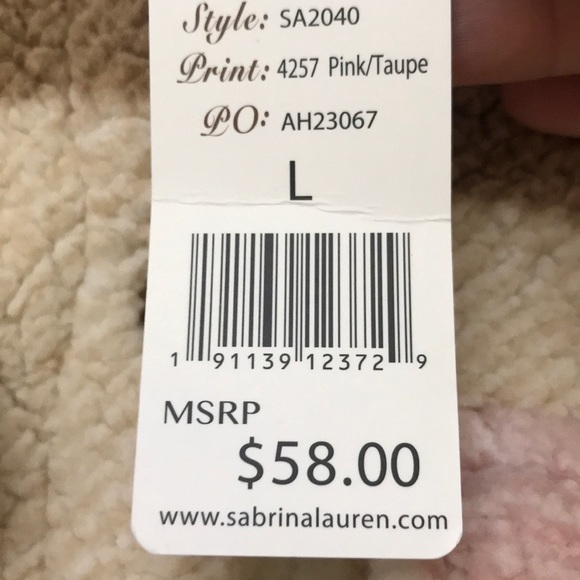 Style: SA2040
Print: 4257 Pink/Taupe
PO: AH23067
L
1 91139 12372 9
MSRP
$58.00
www.sabrinalauren.com